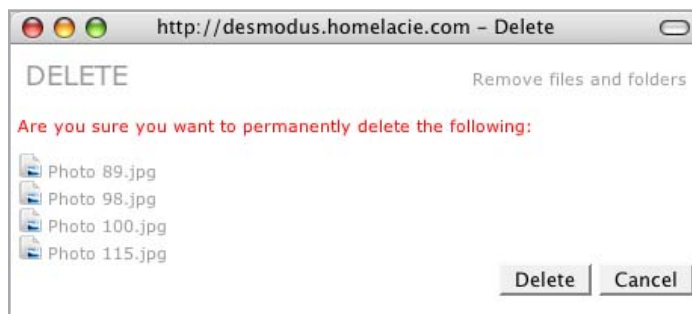 http://desmodus.homelacie.com – Delete
DELETE
Remove files and folders
Are you sure you want to permanently delete the following:
Photo 89.jpg
Photo 98.jpg
Photo 100.jpg
Photo 115.jpg
Delete
Cancel